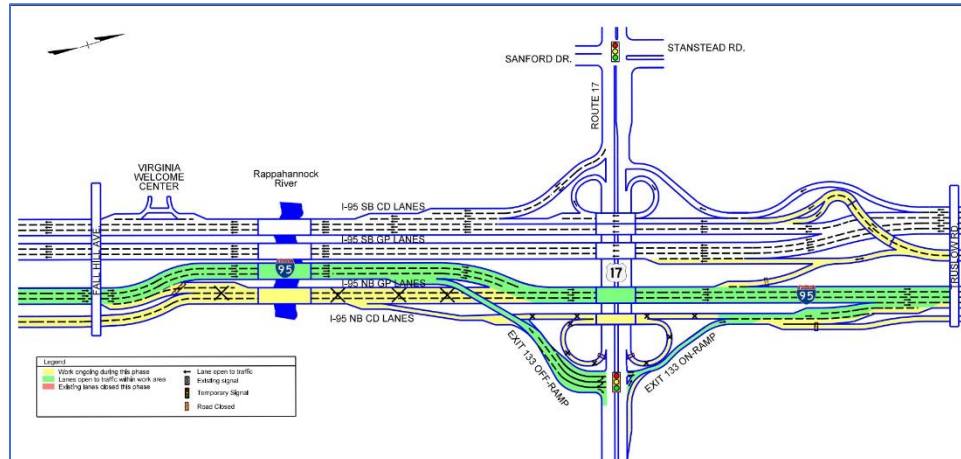 STANSTEAD RD.
SANFORD DR.
ROUTE 17
VIRGINIA
WELCOME
CENTER
Rappahannock
River
I-95 SB CD LANES
FALL HILL AVE
I-95 SB GP LANES
TRUSLOW RD.
95
17
I-95 NB GP LANES
95
I-95 NB CD LANES
EXIT 133 OFF-RAMP
EXIT 133 ON-RAMP
Legend
Work ongoing during this phase
Lanes open to traffic within work area
Existing lanes closed this phase
Lane open to traffic
Existing signal
Temporary Signal
Road Closed